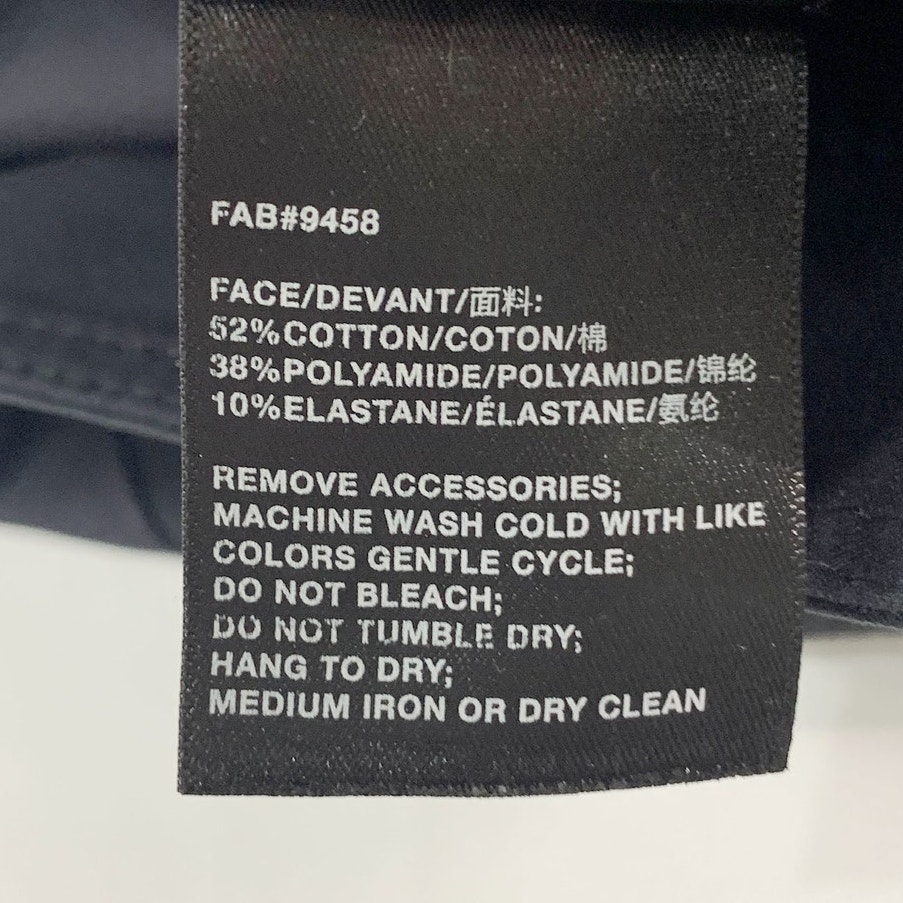 FAB#9458
FACE/DEVANT/面料:
52%COTTON/COTON/棉
38%POLYAMIDE/POLYAMIDE/锦纶
10%ELASTANE/ÉLASTANE/氨纶
REMOVE ACCESSORIES;
MACHINE WASH COLD WITH LIKE
COLORS GENTLE CYCLE;
DO NOT BLEACH;
DO NOT TUMBLE DRY;
HANG TO DRY;
MEDIUM IRON OR DRY CLEAN